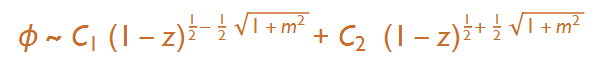 ϕ ~ C₁ (1 – z)^{1/2 – 1/2 √(1 + m²)} + C₂ (1 – z)^{1/2 + 1/2 √(1 + m²)}